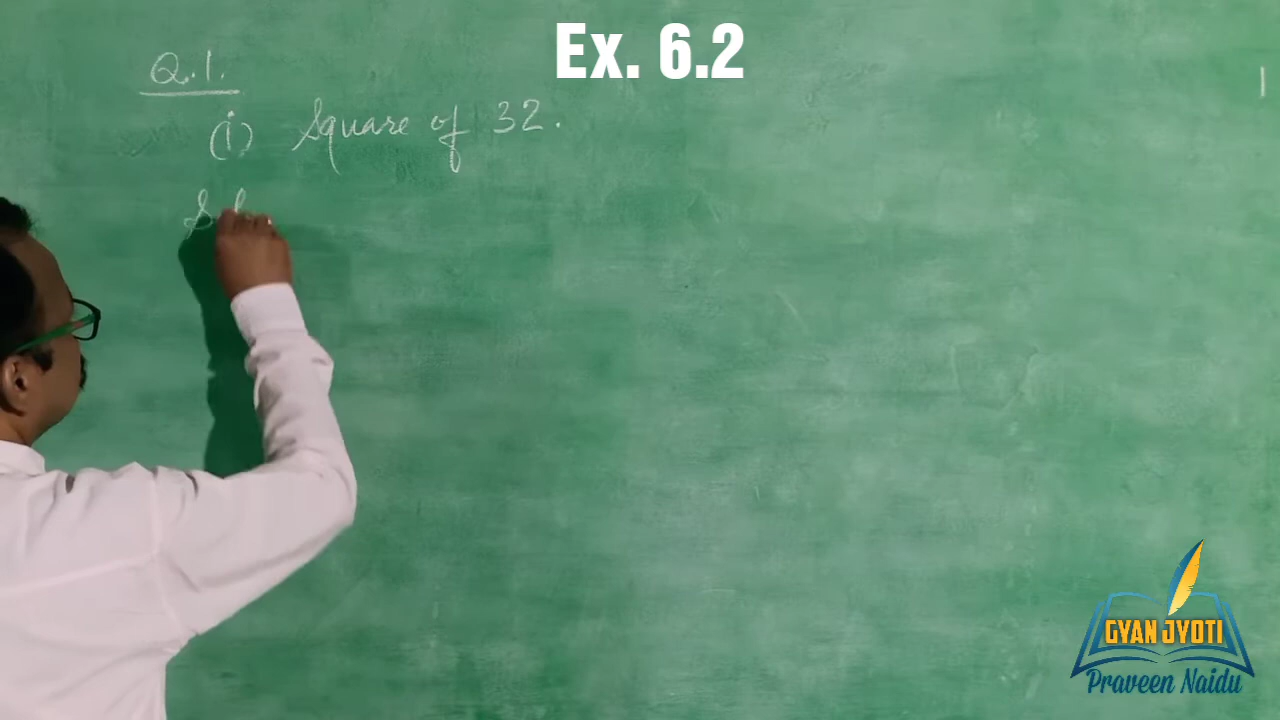 Ex. 6.2
Q.1.
(i) Square of 32.
GYAN JYOTI
Praveen Naidu